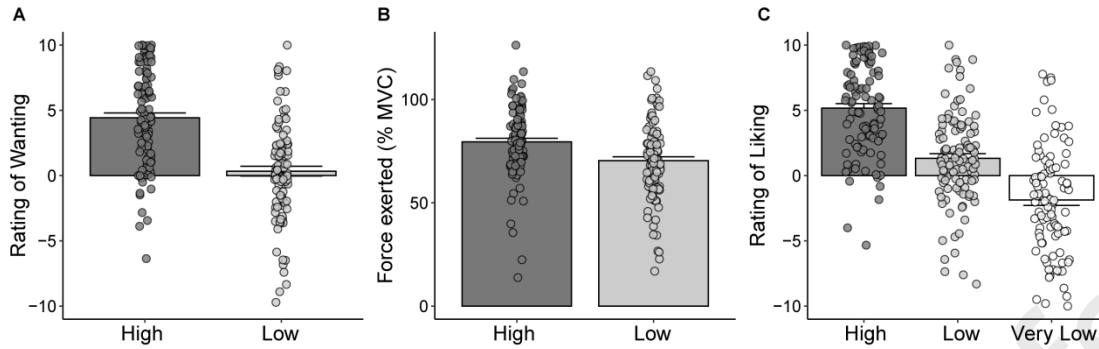 A
Rating of Wanting
10
5
0
−5
−10
High
Low
B
Force exerted (% MVC)
100
50
0
High
Low
C
Rating of Liking
10
5
0
−5
−10
High
Low
Very Low